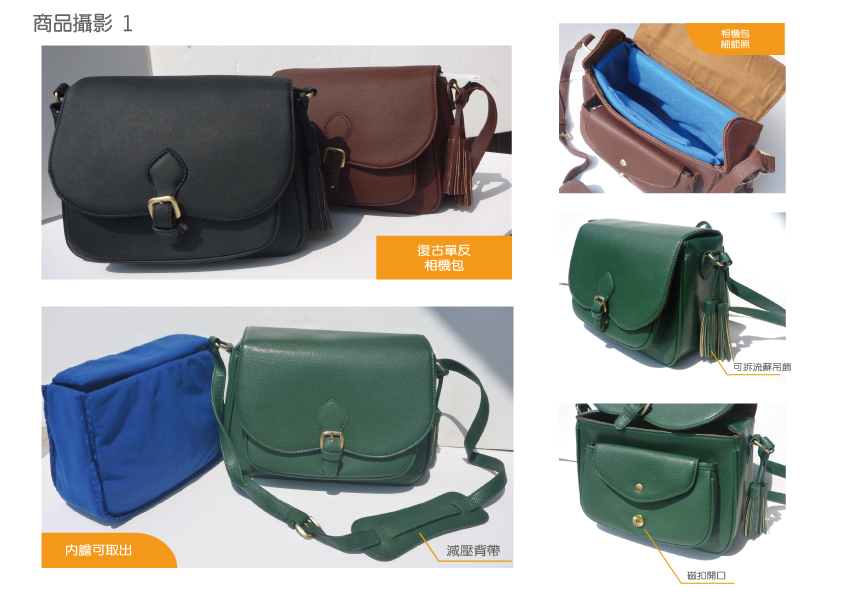 商品攝影 1
復古單反
相機包
相機包
細節照
可拆流蘇吊飾
內膽可取出
減壓背帶
磁扣開口